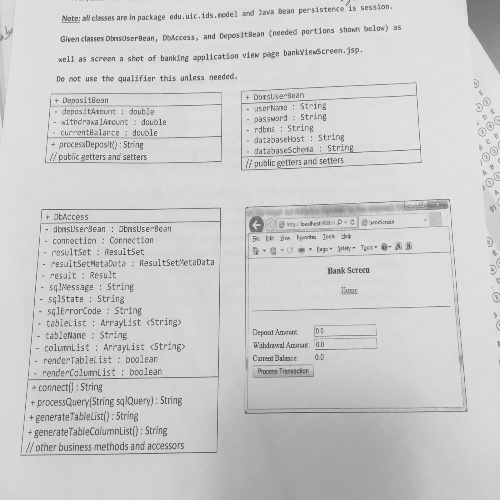 Note: all classes are in package edu.uic.ids.model and Java Bean persistence is session.
Given classes DbmsUserBean, DbAccess, and DepositBean (needed portions shown below) as
well as screen a shot of banking application view page bankViewScreen.jsp.
Do not use the qualifier this unless needed.
+ DepositBean
- depositAmount : double
- withdrawalAmount : double
- currentBalance : double
+ processDeposit() : String
// public getters and setters
+ DbmsUserBean
- userName : String
- password : String
- rdbms : String
- databaseHost : String
- databaseSchema : String
// public getters and setters
+ DbAccess
- dbmsUserBean : DbmsUserBean
- connection : Connection
- resultSet : ResultSet
- resultSetMetaData : ResultSetMetaData
- result : Result
- sqlMessage : String
- sqlState : String
- sqlErrorCode : String
- tableList : ArrayList <String>
- tableName : String
- columnList : ArrayList <String>
- renderTableList : boolean
- renderColumnList : boolean
+ connect() : String
+ processQuery(String sqlQuery) : String
+ generateTableList() : String
+ generateTableColumnList() : String
// other business methods and accessors
bankScreen
File Edit View Favorites Tools Help
Page Safety Tools
Bank Screen
Home
Deposit Amount: 0.0
Withdrawal Amount: 0.0
Current Balance: 0.0
Process Transaction